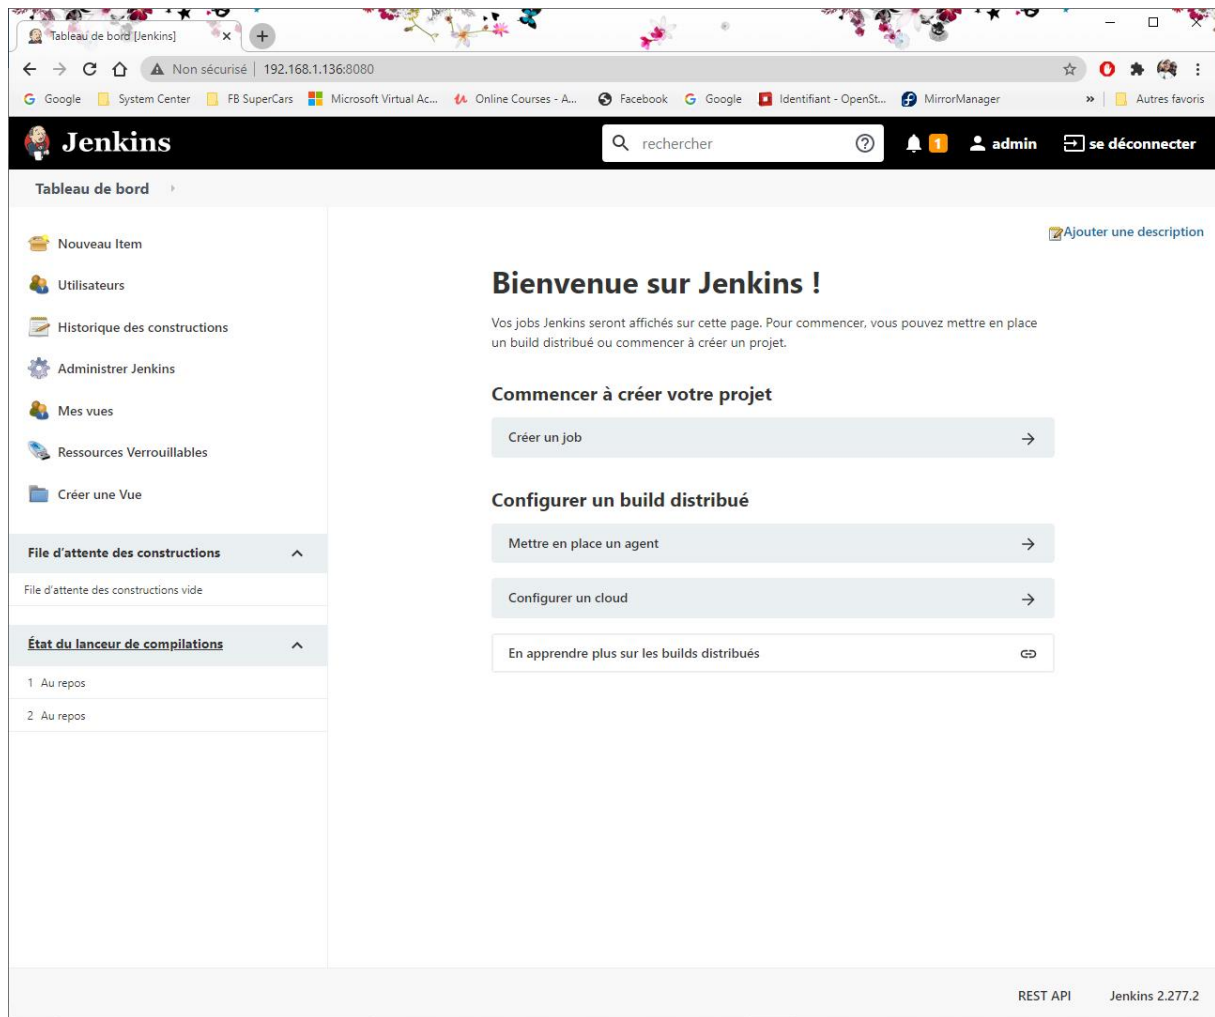 Tableau de bord [Jenkins]
Non sécurisé | 192.168.1.136:8080
Google System Center FB SuperCars Microsoft Virtual Ac... Online Courses - A... Facebook Google Identifiant - OpenSt... MirrorManager » Autres favoris
Jenkins rechercher 1 admin se déconnecter
Tableau de bord
Ajouter une description
Nouveau Item
Utilisateurs
Historique des constructions
Administrer Jenkins
Mes vues
Ressources Verrouillables
Créer une Vue
File d'attente des constructions
File d'attente des constructions vide
État du lanceur de compilations
1 Au repos
2 Au repos
Bienvenue sur Jenkins !
Vos jobs Jenkins seront affichés sur cette page. Pour commencer, vous pouvez mettre en place
un build distribué ou commencer à créer un projet.
Commencer à créer votre projet
Créer un job
Configurer un build distribué
Mettre en place un agent
Configurer un cloud
En apprendre plus sur les builds distribués
REST API Jenkins 2.277.2